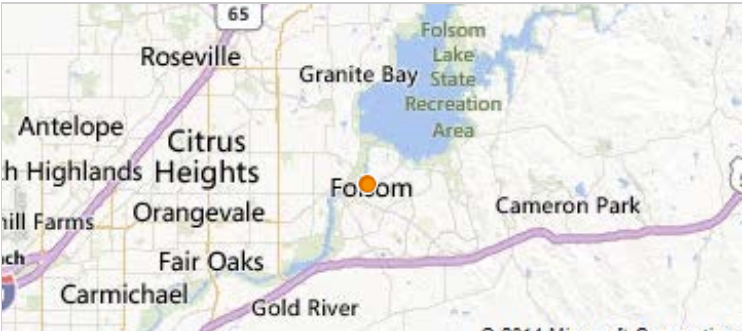 65
Roseville
Folsom
Lake
State
Recreation
Area
Granite Bay
Antelope
Citrus
Heights
h Highlands
Folsom
Orangevale
Cameron Park
hill Farms
Fair Oaks
Carmichael
Gold River